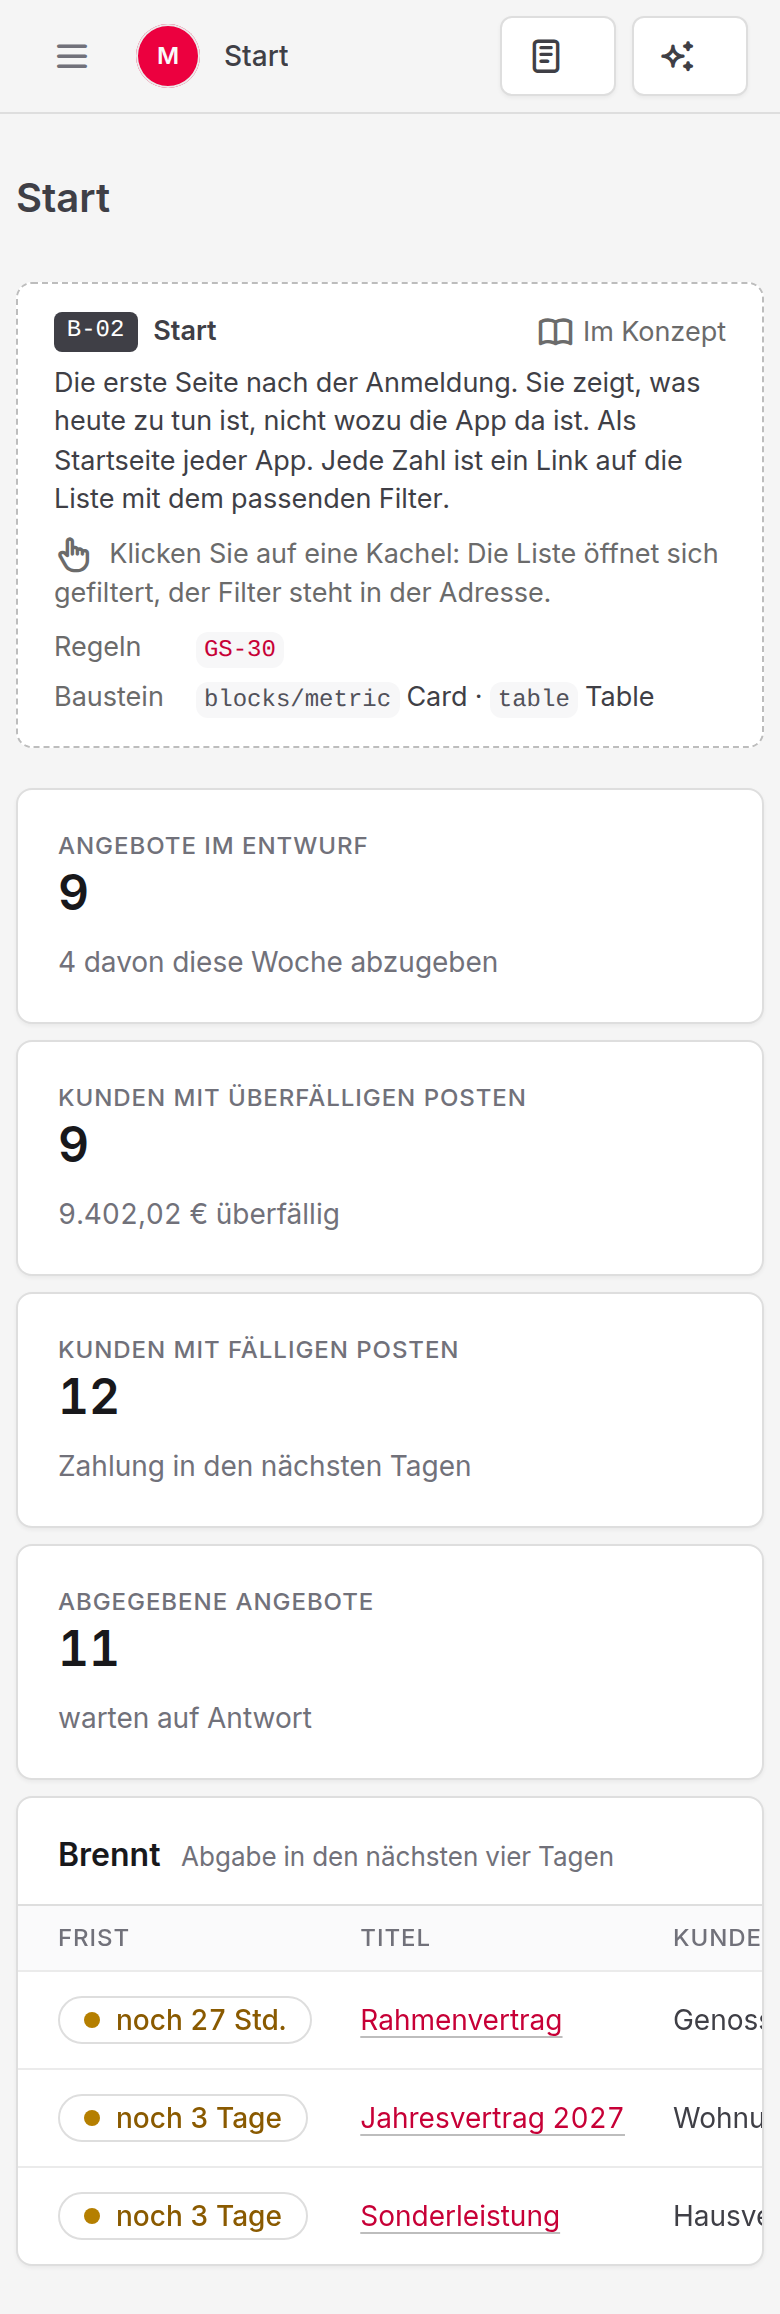 M Start
Start
B-02 Start Im Konzept
Die erste Seite nach der Anmeldung. Sie zeigt, was
heute zu tun ist, nicht wozu die App da ist. Als
Startseite jeder App. Jede Zahl ist ein Link auf die
Liste mit dem passenden Filter.
Klicken Sie auf eine Kachel: Die Liste öffnet sich
gefiltert, der Filter steht in der Adresse.
Regeln GS-30
Baustein blocks/metric Card · table Table
ANGEBOTE IM ENTWURF
9
4 davon diese Woche abzugeben
KUNDEN MIT ÜBERFÄLLIGEN POSTEN
9
9.402,02 € überfällig
KUNDEN MIT FÄLLIGEN POSTEN
12
Zahlung in den nächsten Tagen
ABGEGEBENE ANGEBOTE
11
warten auf Antwort
Brennt Abgabe in den nächsten vier Tagen
FRIST TITEL KUNDE
noch 27 Std. Rahmenvertrag
noch 3 Tage Jahresvertrag 2027
noch 3 Tage Sonderleistung